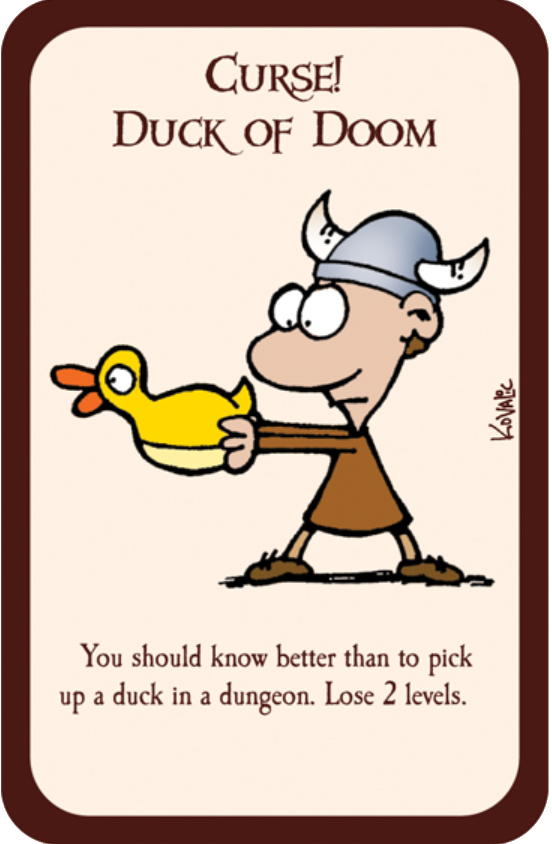 Curse!
Duck of Doom
Kovalic
You should know better than to pick
up a duck in a dungeon. Lose 2 levels.